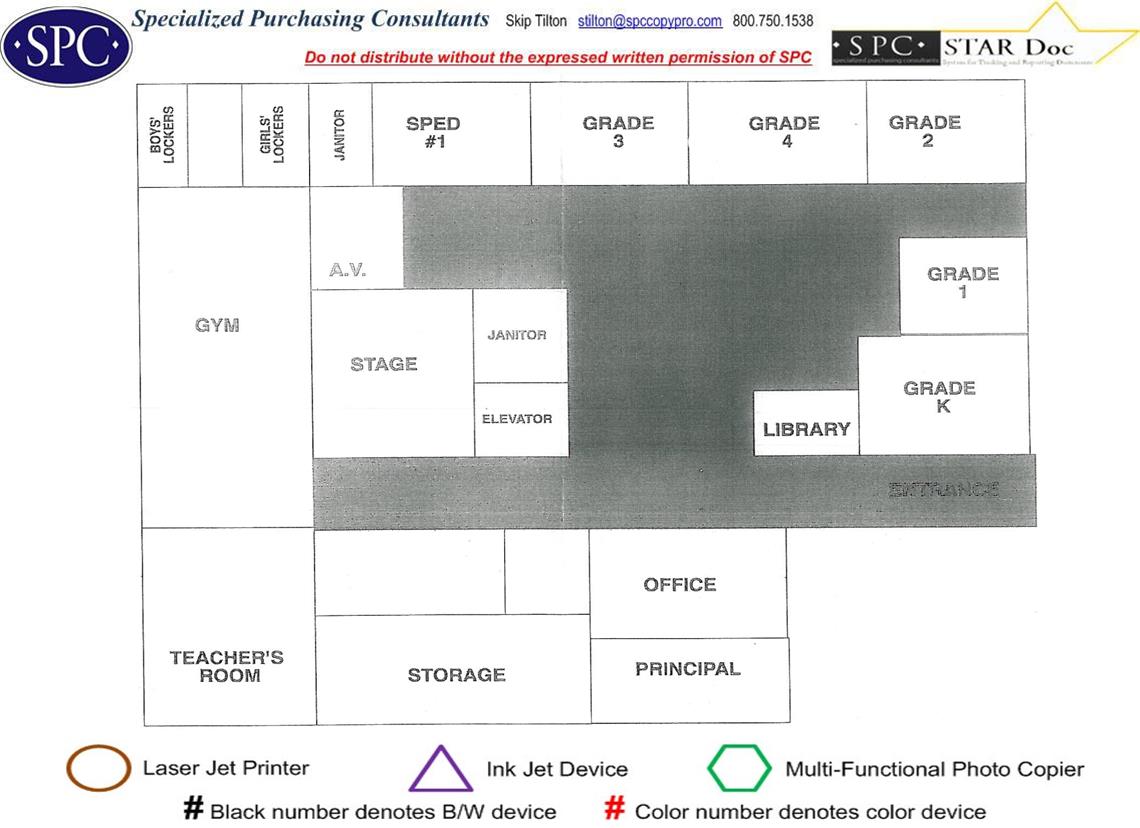 Specialized Purchasing Consultants Skip Tilton stilton@spccopypro.com 800.750.1538
·SPC·
Do not distribute without the expressed written permission of SPC
·SPC· STAR Doc
specialized purchasing consultants System for Tracking and Reporting Documents
BOYS' LOCKERS
GIRLS' LOCKERS
JANITOR
SPED
#1
GRADE
3
GRADE
4
GRADE
2
A.V.
GRADE
1
GYM
JANITOR
STAGE
GRADE
K
ELEVATOR
LIBRARY
ENTRANCE
OFFICE
TEACHER'S
ROOM
STORAGE
PRINCIPAL
Laser Jet Printer Ink Jet Device Multi-Functional Photo Copier
# Black number denotes B/W device # Color number denotes color device